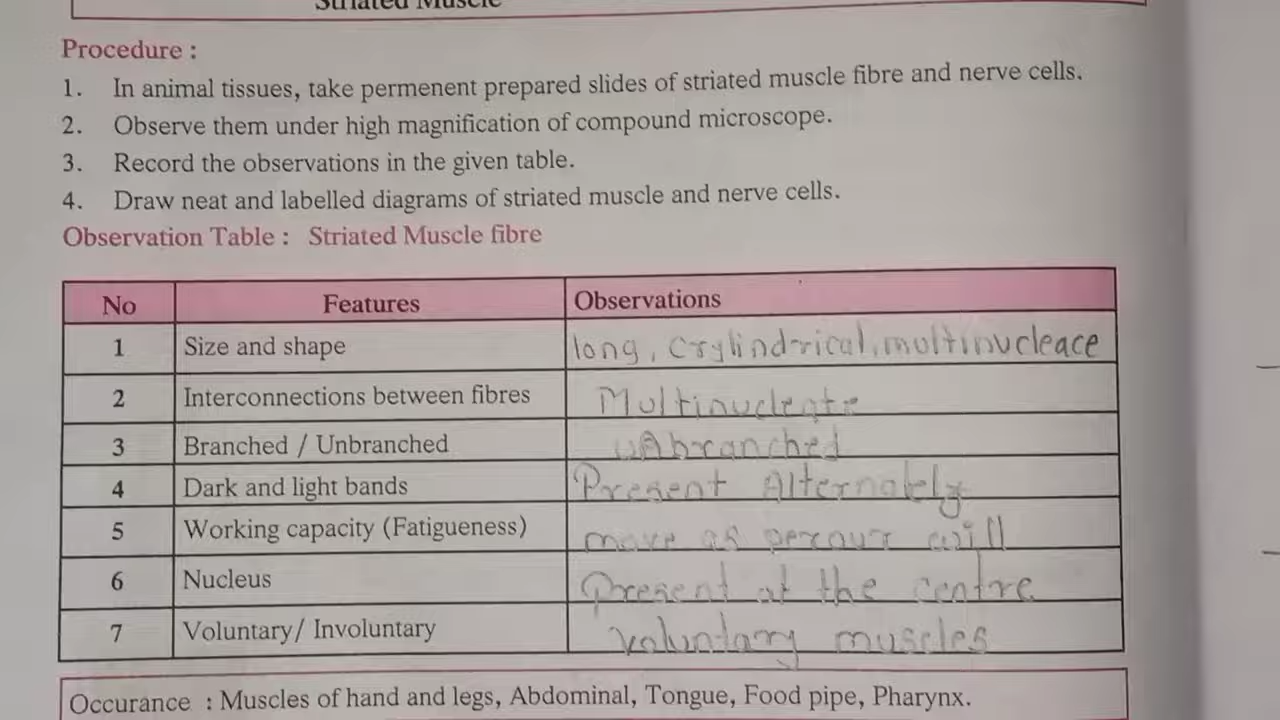 Striated Muscle
Procedure :
1. In animal tissues, take permenent prepared slides of striated muscle fibre and nerve cells.
2. Observe them under high magnification of compound microscope.
3. Record the observations in the given table.
4. Draw neat and labelled diagrams of striated muscle and nerve cells.
Observation Table : Striated Muscle fibre
No Features Observations
1 Size and shape long, Crylindrical, multinucleace
2 Interconnections between fibres Multinucleate
3 Branched / Unbranched unbranched
4 Dark and light bands Present Alternately
5 Working capacity (Fatigueness) move as will
6 Nucleus Present at the centre
7 Voluntary/ Involuntary voluntary muscles
Occurance : Muscles of hand and legs, Abdominal, Tongue, Food pipe, Pharynx.